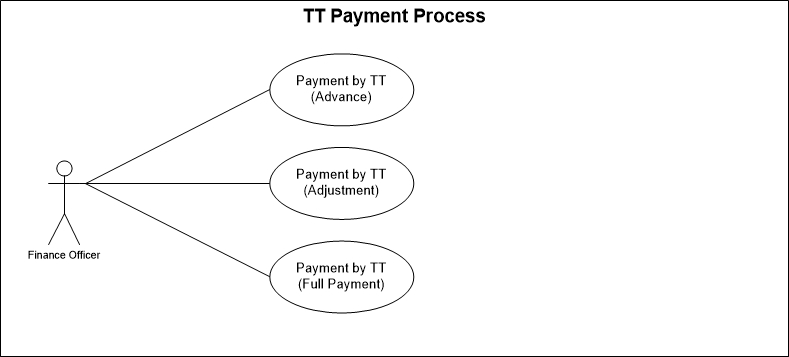 TT Payment Process
Payment by TT
(Advance)
Payment by TT
(Adjustment)
Finance Officer
Payment by TT
(Full Payment)